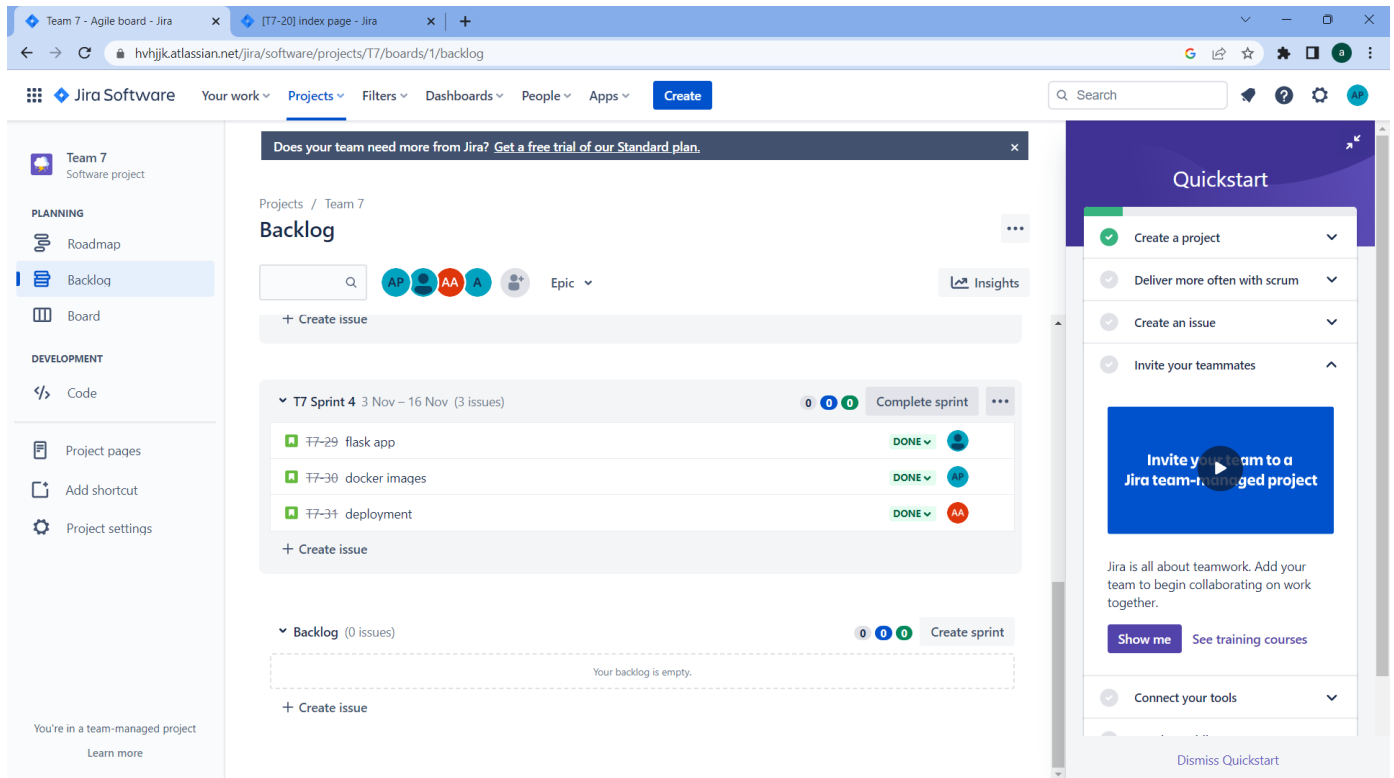 Team 7 - Agile board - Jira
[T7-20] index page - Jira
hvhjjk.atlassian.net/jira/software/projects/T7/boards/1/backlog
a
Jira Software
Your work
Projects
Filters
Dashboards
People
Apps
Create
Search
AP
Team 7
Software project
PLANNING
Roadmap
Backlog
Board
DEVELOPMENT
Code
Project pages
Add shortcut
Project settings
You're in a team-managed project
Learn more
Does your team need more from Jira? Get a free trial of our Standard plan.
Projects / Team 7
Backlog
AP
AA
A
Epic
Insights
+ Create issue
T7 Sprint 4 3 Nov – 16 Nov (3 issues)
0 0 0
Complete sprint
T7-29 flask app DONE
T7-30 docker images DONE AP
T7-31 deployment DONE AA
+ Create issue
Backlog (0 issues)
0 0 0
Create sprint
Your backlog is empty.
+ Create issue
Quickstart
Create a project
Deliver more often with scrum
Create an issue
Invite your teammates
Invite your team to a
Jira team-managed project
Jira is all about teamwork. Add your
team to begin collaborating on work
together.
Show me
See training courses
Connect your tools
Dismiss Quickstart